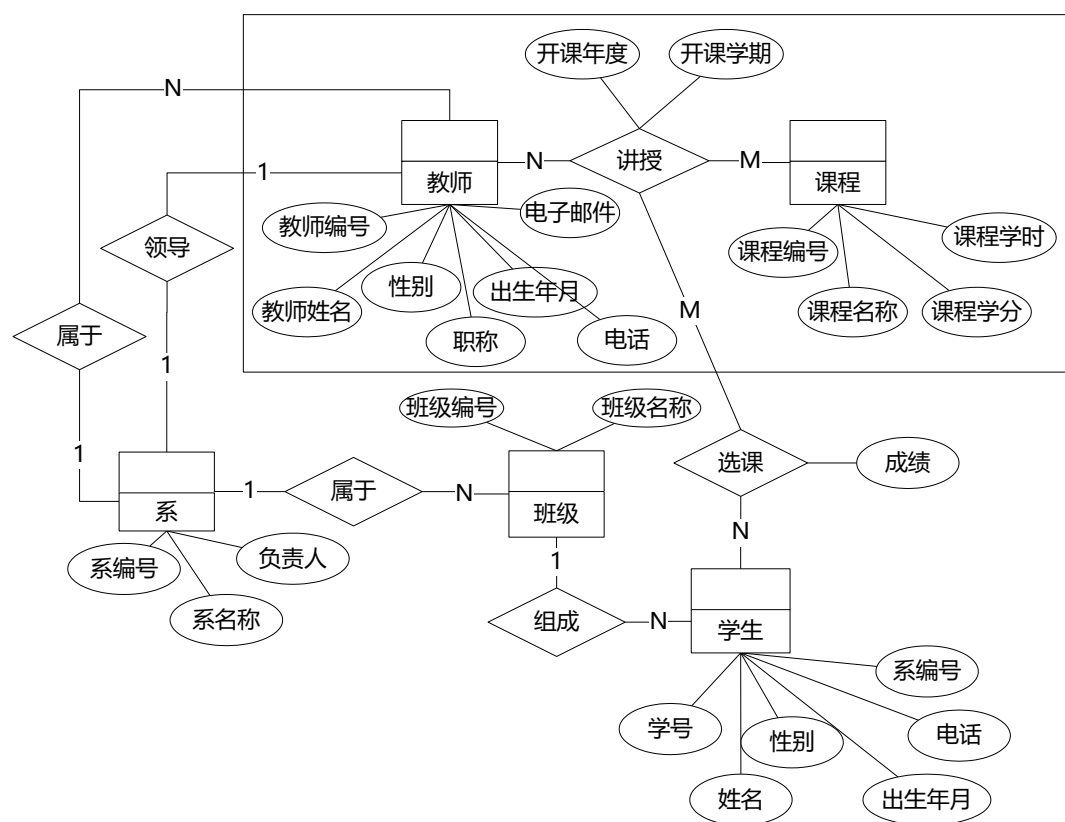 开课年度
开课学期
N
教师
N
讲授
M
课程
1
电子邮件
教师编号
课程编号
课程学时
领导
性别
出生年月
教师姓名
课程名称
课程学分
M
属于
职称
电话
1
班级编号
班级名称
1
选课
成绩
系
1
属于
N
班级
N
系编号
负责人
1
系名称
组成
N
学生
系编号
学号
性别
电话
姓名
出生年月